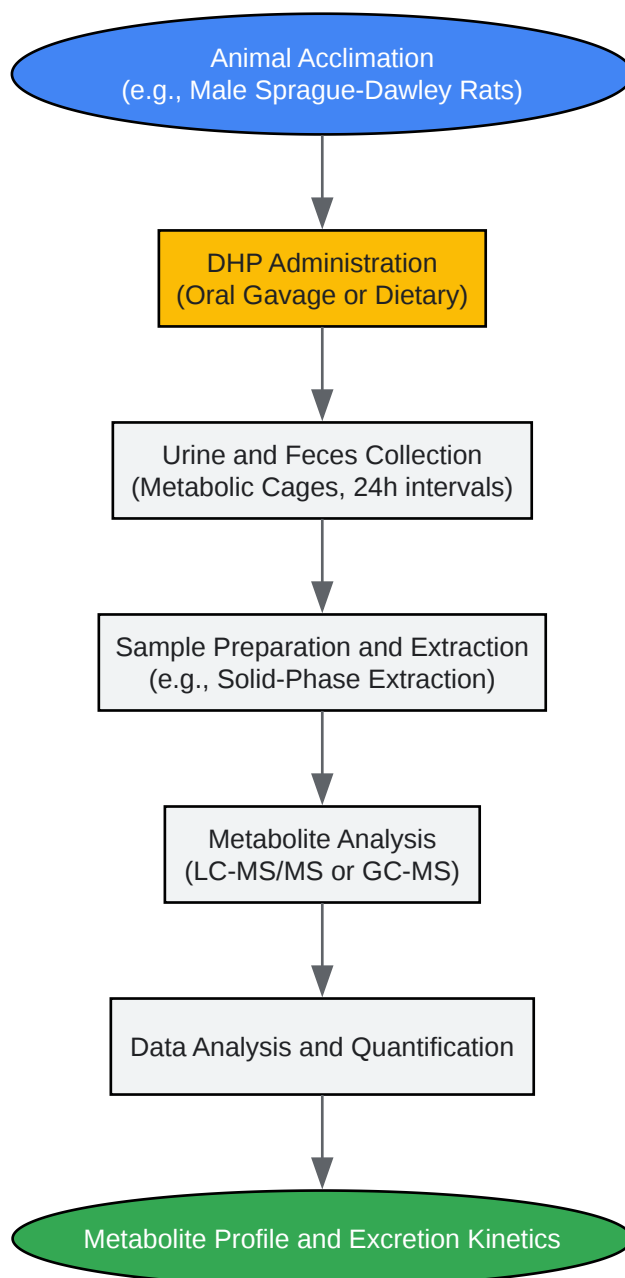 Animal Acclimation
(e.g., Male Sprague-Dawley Rats)
DHP Administration
(Oral Gavage or Dietary)
Urine and Feces Collection
(Metabolic Cages, 24h intervals)
Sample Preparation and Extraction
(e.g., Solid-Phase Extraction)
Metabolite Analysis
(LC-MS/MS or GC-MS)
Data Analysis and Quantification
Metabolite Profile and Excretion Kinetics